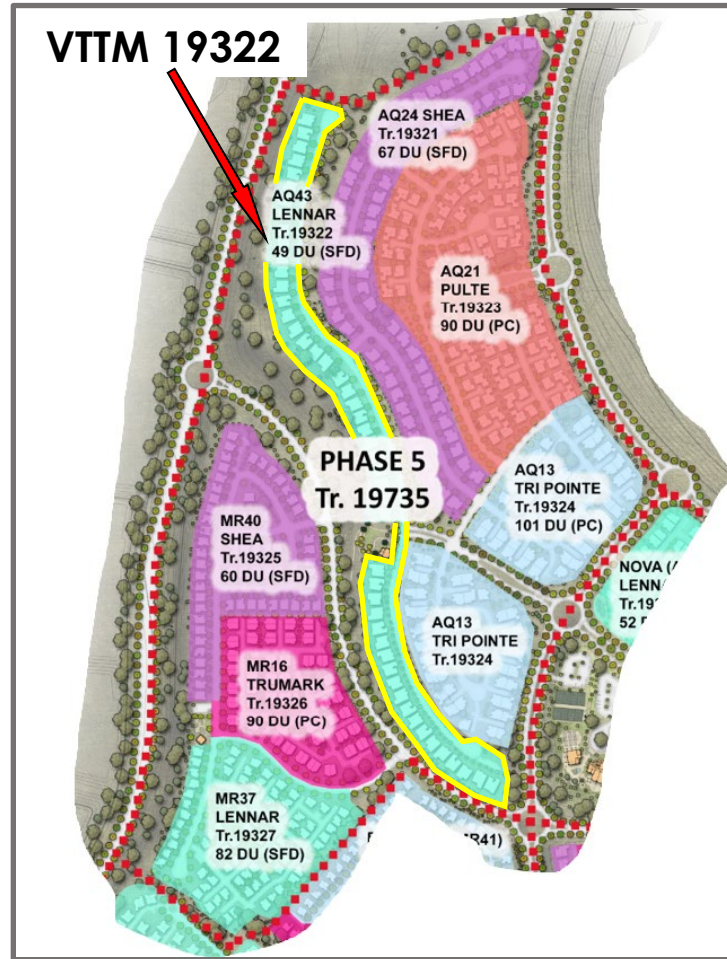 VTTM 19322
AQ24 SHEA
Tr.19321
67 DU (SFD)
AQ43
LENNAR
Tr.19322
49 DU (SFD)
AQ21
PULTE
Tr.19323
90 DU (PC)
PHASE 5
Tr. 19735
AQ13
TRI POINTE
Tr.19324
101 DU (PC)
MR40
SHEA
Tr.19325
60 DU (SFD)
NOVA
AQ13
TRI POINTE
Tr.19324
MR16
TRUMARK
Tr.19326
90 DU (PC)
MR37
LENNAR
Tr.19327
82 DU (SFD)